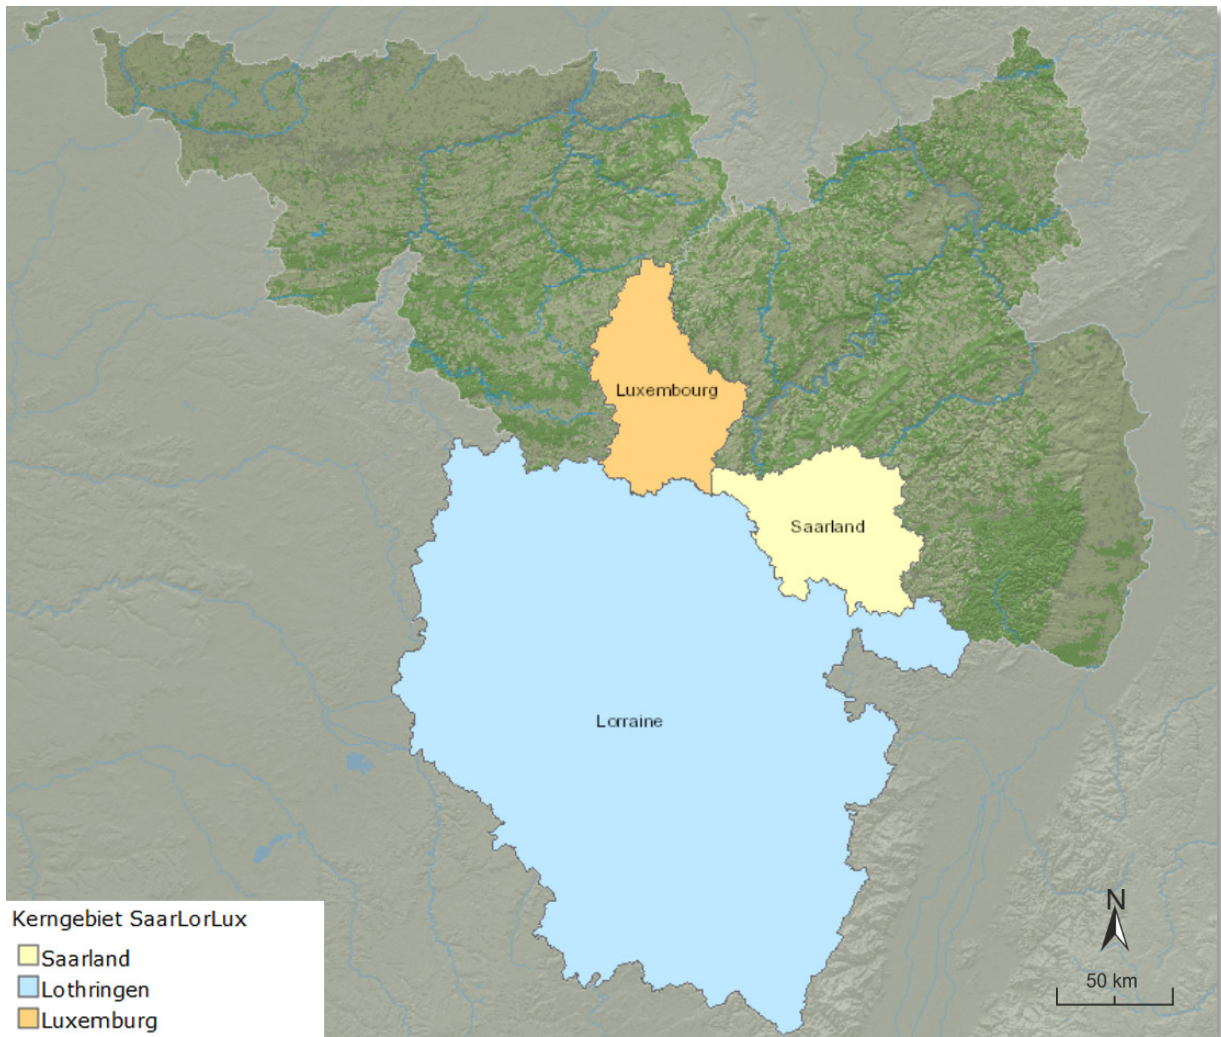 Luxembourg
Saarland
Lorraine
Kerngebiet SaarLorLux
Saarland
Lothringen
Luxemburg
N
50 km